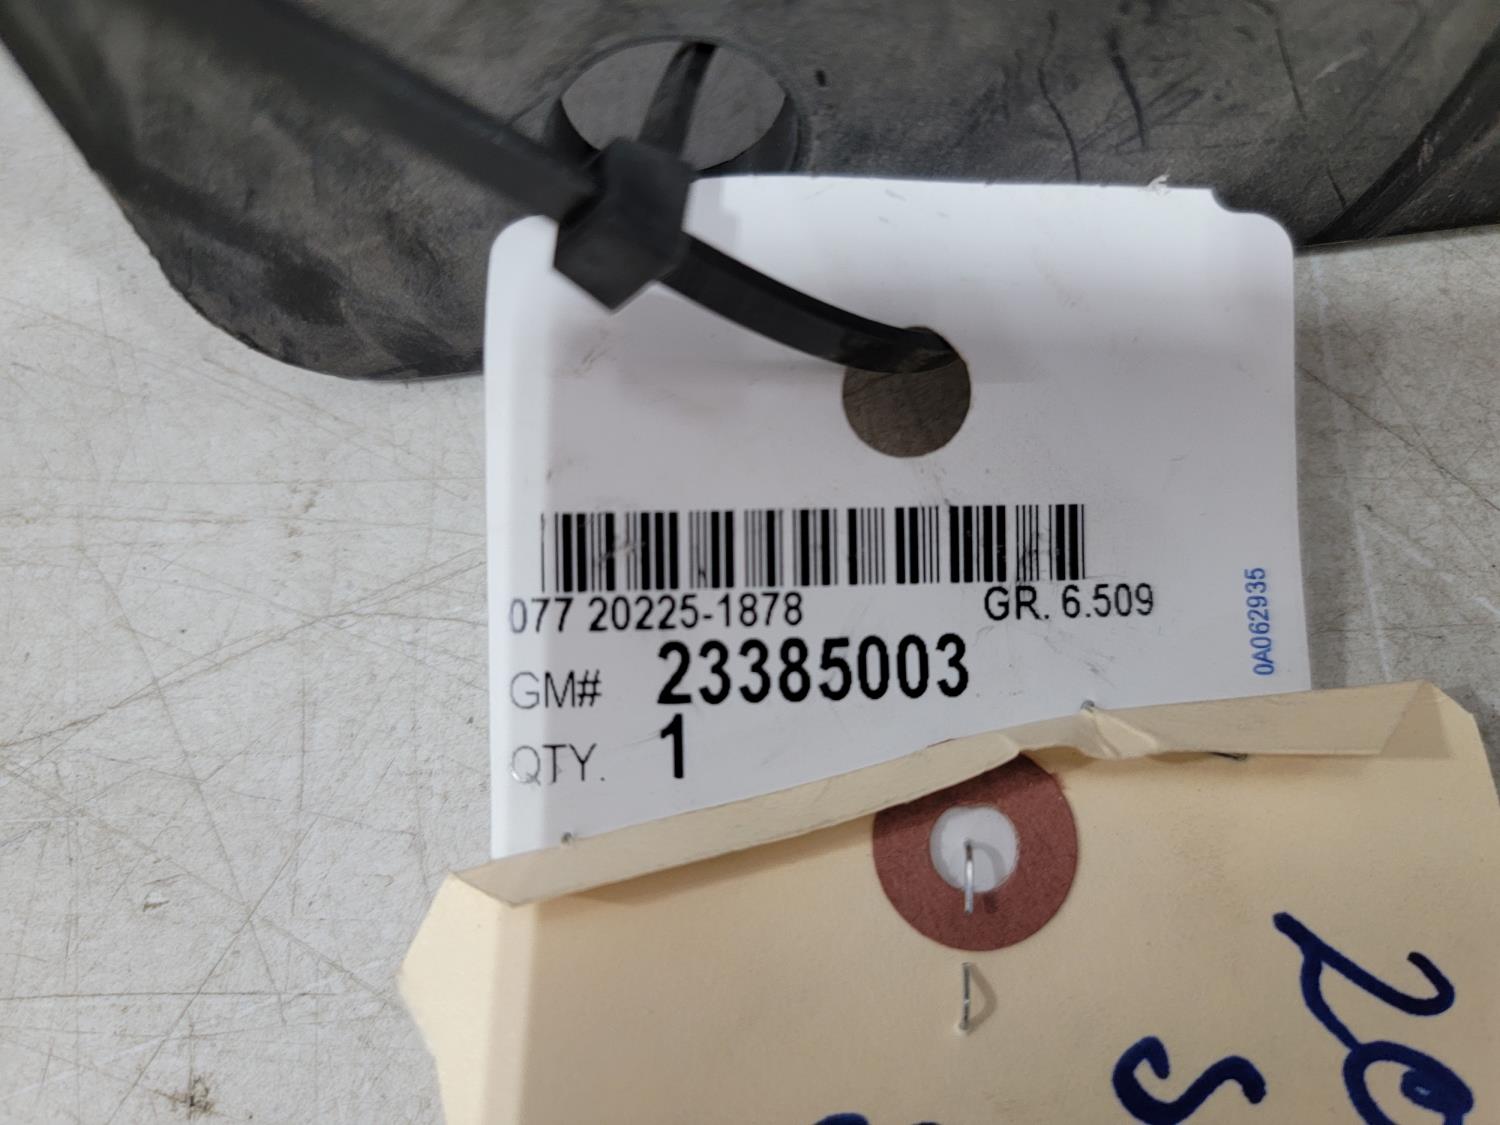 077 20225-1878 GR. 6.509
GM# 23385003
QTY. 1
0A062935